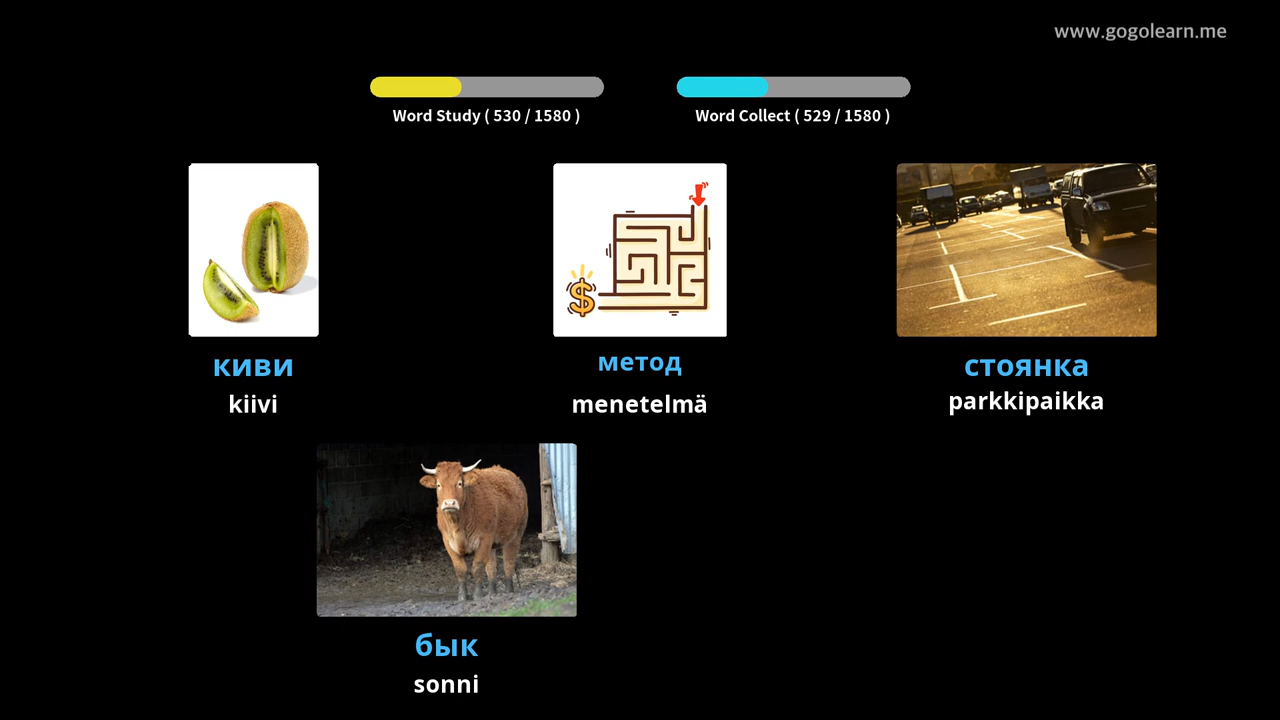 www.gogolearn.me
Word Study ( 530 / 1580 )
Word Collect ( 529 / 1580 )
киви
метод
стоянка
kiivi
menetelmä
parkkipaikka
бык
sonni